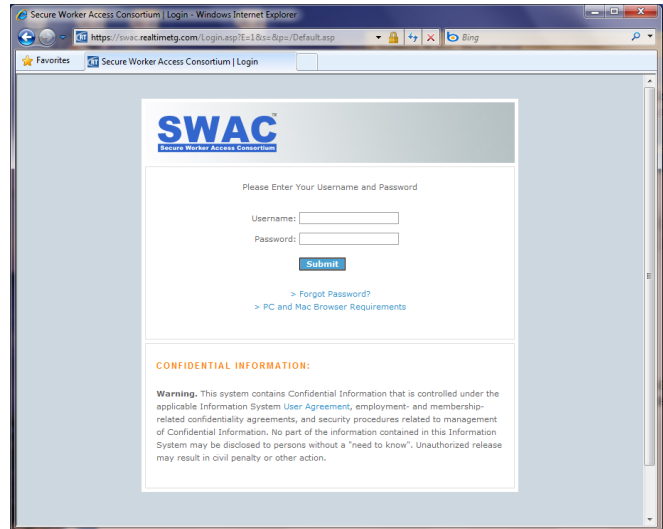 Secure Worker Access Consortium | Login - Windows Internet Explorer
https://swac.realtimetg.com/Login.asp?E=1&s=&p=/Default.asp
Bing
Favorites
Secure Worker Access Consortium | Login
SWAC™
Secure Worker Access Consortium
Please Enter Your Username and Password
Username:
Password:
Submit
> Forgot Password?
> PC and Mac Browser Requirements
CONFIDENTIAL INFORMATION:
Warning. This system contains Confidential Information that is controlled under the
applicable Information System User Agreement, employment- and membership-
related confidentiality agreements, and security procedures related to management
of Confidential Information. No part of the information contained in this Information
System may be disclosed to persons without a "need to know". Unauthorized release
may result in civil penalty or other action.